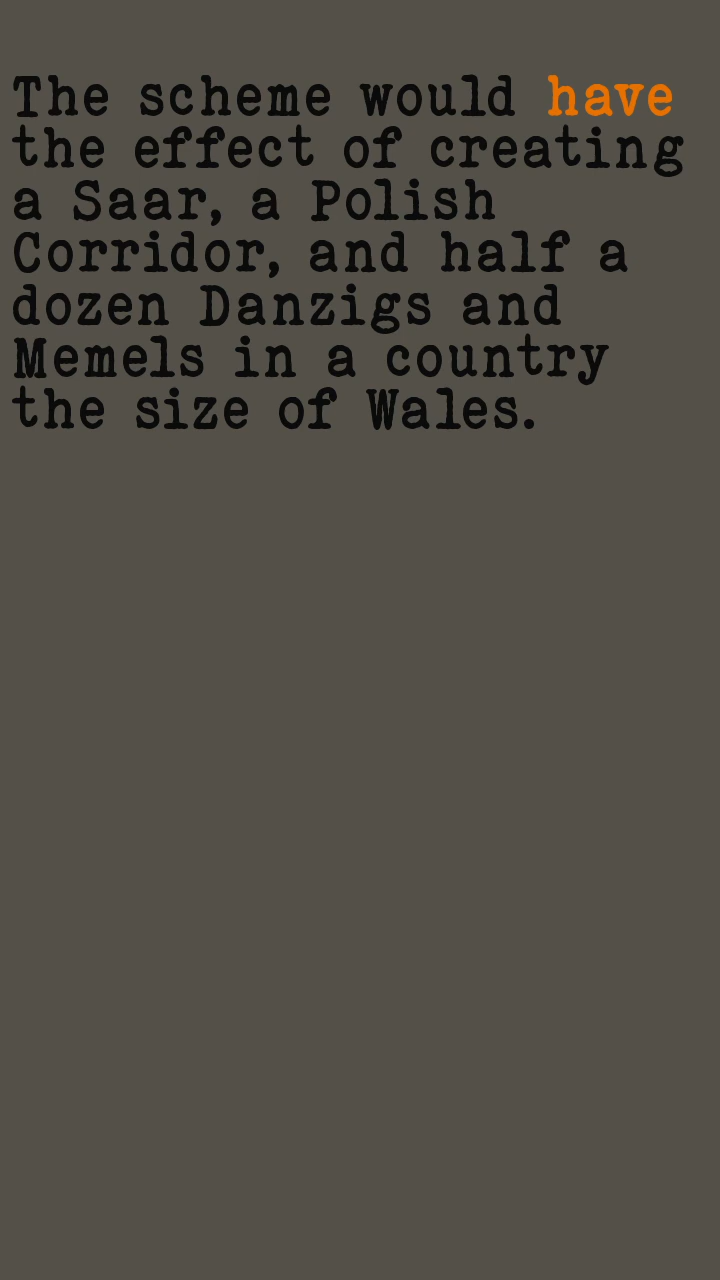 The scheme would have
the effect of creating
a Saar, a Polish
Corridor, and half a
dozen Danzigs and
Memels in a country
the size of Wales.